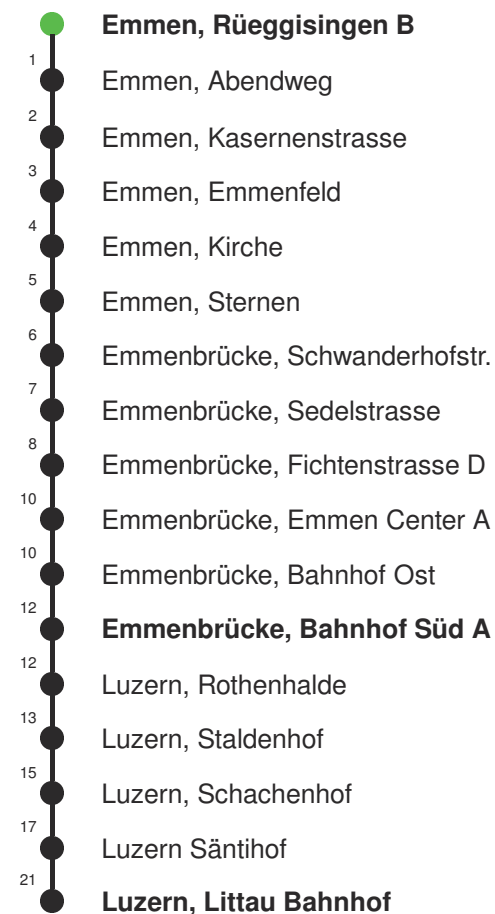 Emmen, Rüeggisingen B
1
Emmen, Abendweg
2
Emmen, Kasernenstrasse
3
Emmen, Emmenfeld
4
Emmen, Kirche
5
Emmen, Sternen
6
Emmenbrücke, Schwanderhofstr.
7
Emmenbrücke, Sedelstrasse
8
Emmenbrücke, Fichtenstrasse D
10
Emmenbrücke, Emmen Center A
10
Emmenbrücke, Bahnhof Ost
12
Emmenbrücke, Bahnhof Süd A
12
Luzern, Rothenhalde
13
Luzern, Staldenhof
15
Luzern, Schachenhof
17
Luzern Säntihof
21
Luzern, Littau Bahnhof